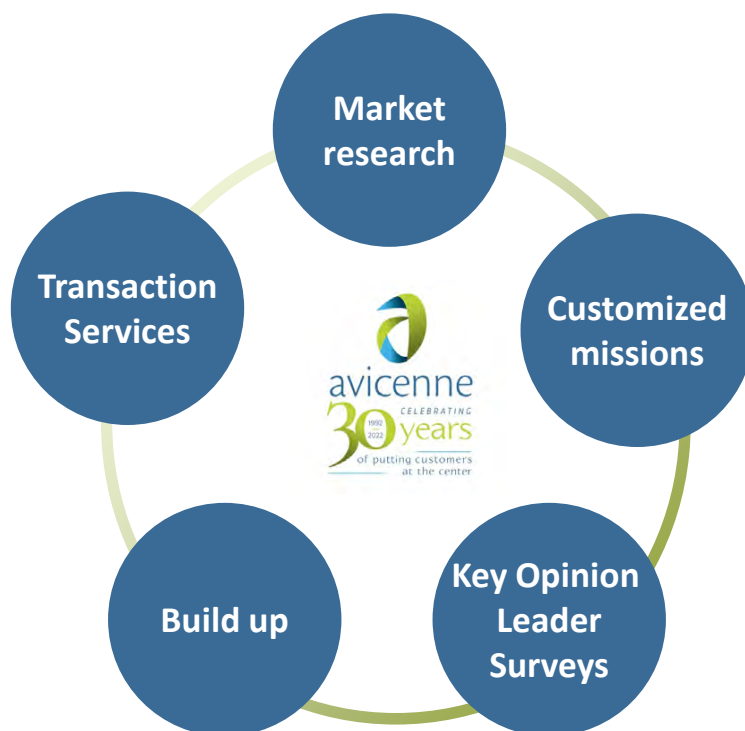 Market
research
Transaction
Services
Customized
missions
avicenne
CELEBRATING
30 years
1992
2022
of putting customers
at the center
Build up
Key Opinion
Leader
Surveys